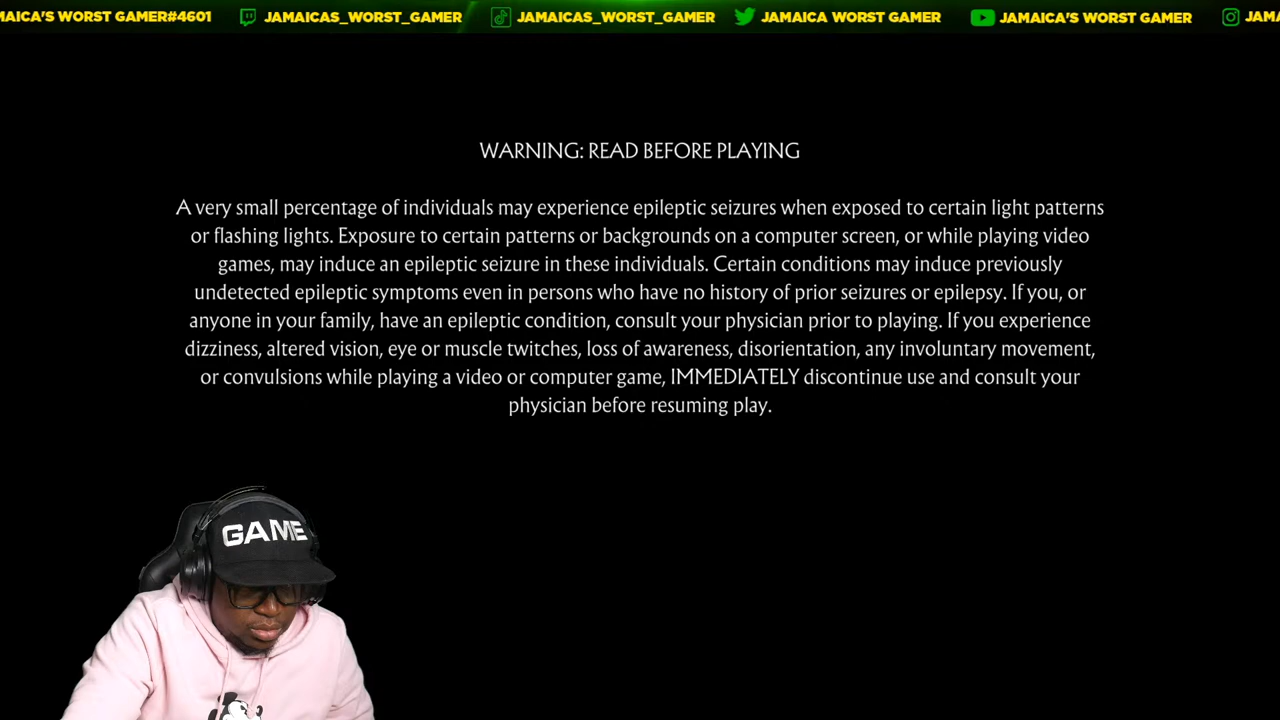 MAICA'S WORST GAMER#4601 JAMAICAS_WORST_GAMER JAMAICAS_WORST_GAMER JAMAICA WORST GAMER JAMAICA'S WORST GAMER JAMA
WARNING: READ BEFORE PLAYING
A very small percentage of individuals may experience epileptic seizures when exposed to certain light patterns
or flashing lights. Exposure to certain patterns or backgrounds on a computer screen, or while playing video
games, may induce an epileptic seizure in these individuals. Certain conditions may induce previously
undetected epileptic symptoms even in persons who have no history of prior seizures or epilepsy. If you, or
anyone in your family, have an epileptic condition, consult your physician prior to playing. If you experience
dizziness, altered vision, eye or muscle twitches, loss of awareness, disorientation, any involuntary movement,
or convulsions while playing a video or computer game, IMMEDIATELY discontinue use and consult your
physician before resuming play.
GAME